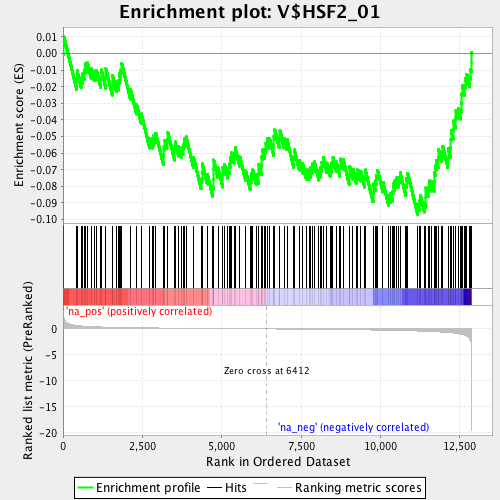 Enrichment plot: V$HSF2_01
Enrichment score (ES)
0.01
0.00
-0.01
-0.02
-0.03
-0.04
-0.05
-0.06
-0.07
-0.08
-0.09
-0.10
'na_pos' (positively correlated)
Ranked list metric (PreRanked)
0
-5
-10
-15
-20
Zero cross at 6412
'na_neg' (negatively correlated)
0
2,500
5,000
7,500
10,000
12,500
Rank in Ordered Dataset
Enrichment profile
Hits
Ranking metric scores